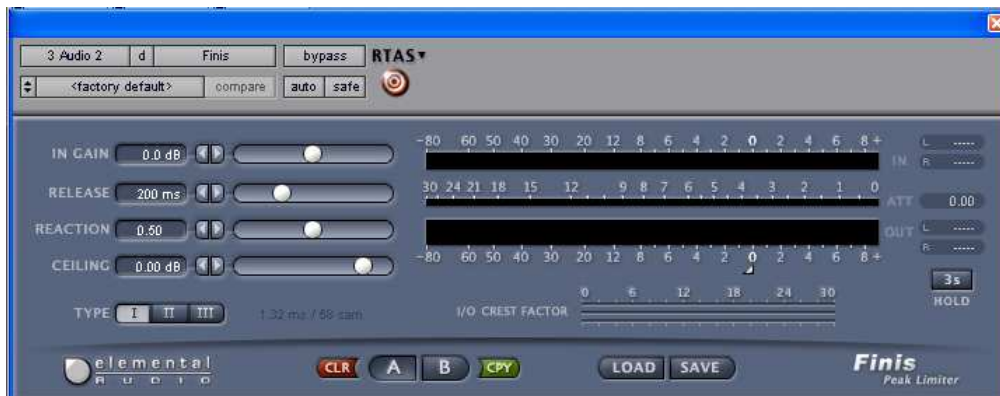 3 Audio 2 d Finis bypass RTAS
<factory default> compare auto safe
-80 60 50 40 30 20 12 8 6 4 2 0 2 4 6 8 +
IN GAIN 0.0 dB L -----
IN R -----
30 24 21 18 15 12 9 8 7 6 5 4 3 2 1 0
RELEASE 200 ms ATT 0.00
REACTION 0.50 OUT L -----
R -----
-80 60 50 40 30 20 12 8 6 4 2 0 2 4 6 8 +
CEILING 0.00 dB
3s
HOLD
0 6 12 18 24 30
TYPE I II III 1.32 ms / 58 sam I/O CREST FACTOR
elemental
AUDIO
CLR A B CPY LOAD SAVE
Finis
Peak Limiter